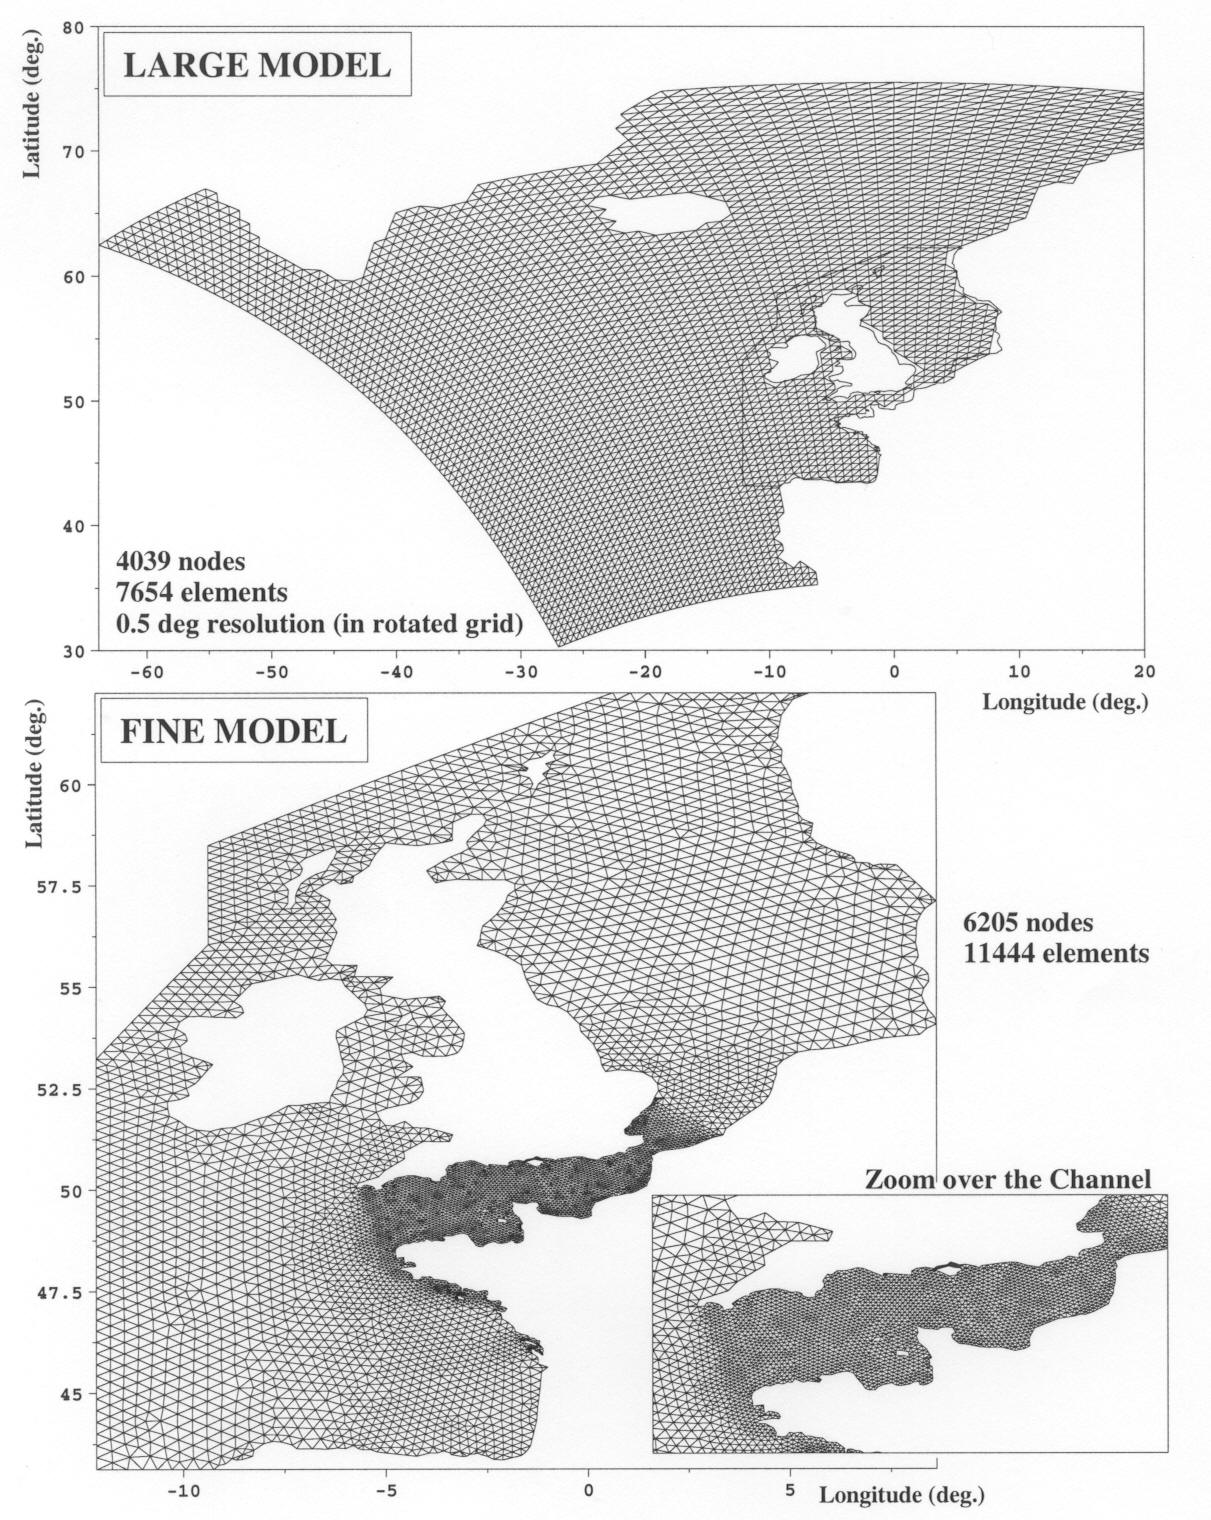 LARGE MODEL
Latitude (deg.)
80
70
60
50
40
30
4039 nodes
7654 elements
0.5 deg resolution (in rotated grid)
-60
-50
-40
-30
-20
-10
0
10
20
Longitude (deg.)
FINE MODEL
Latitude (deg.)
60
57.5
55
52.5
50
47.5
45
6205 nodes
11444 elements
Zoom over the Channel
-10
-5
0
5
Longitude (deg.)